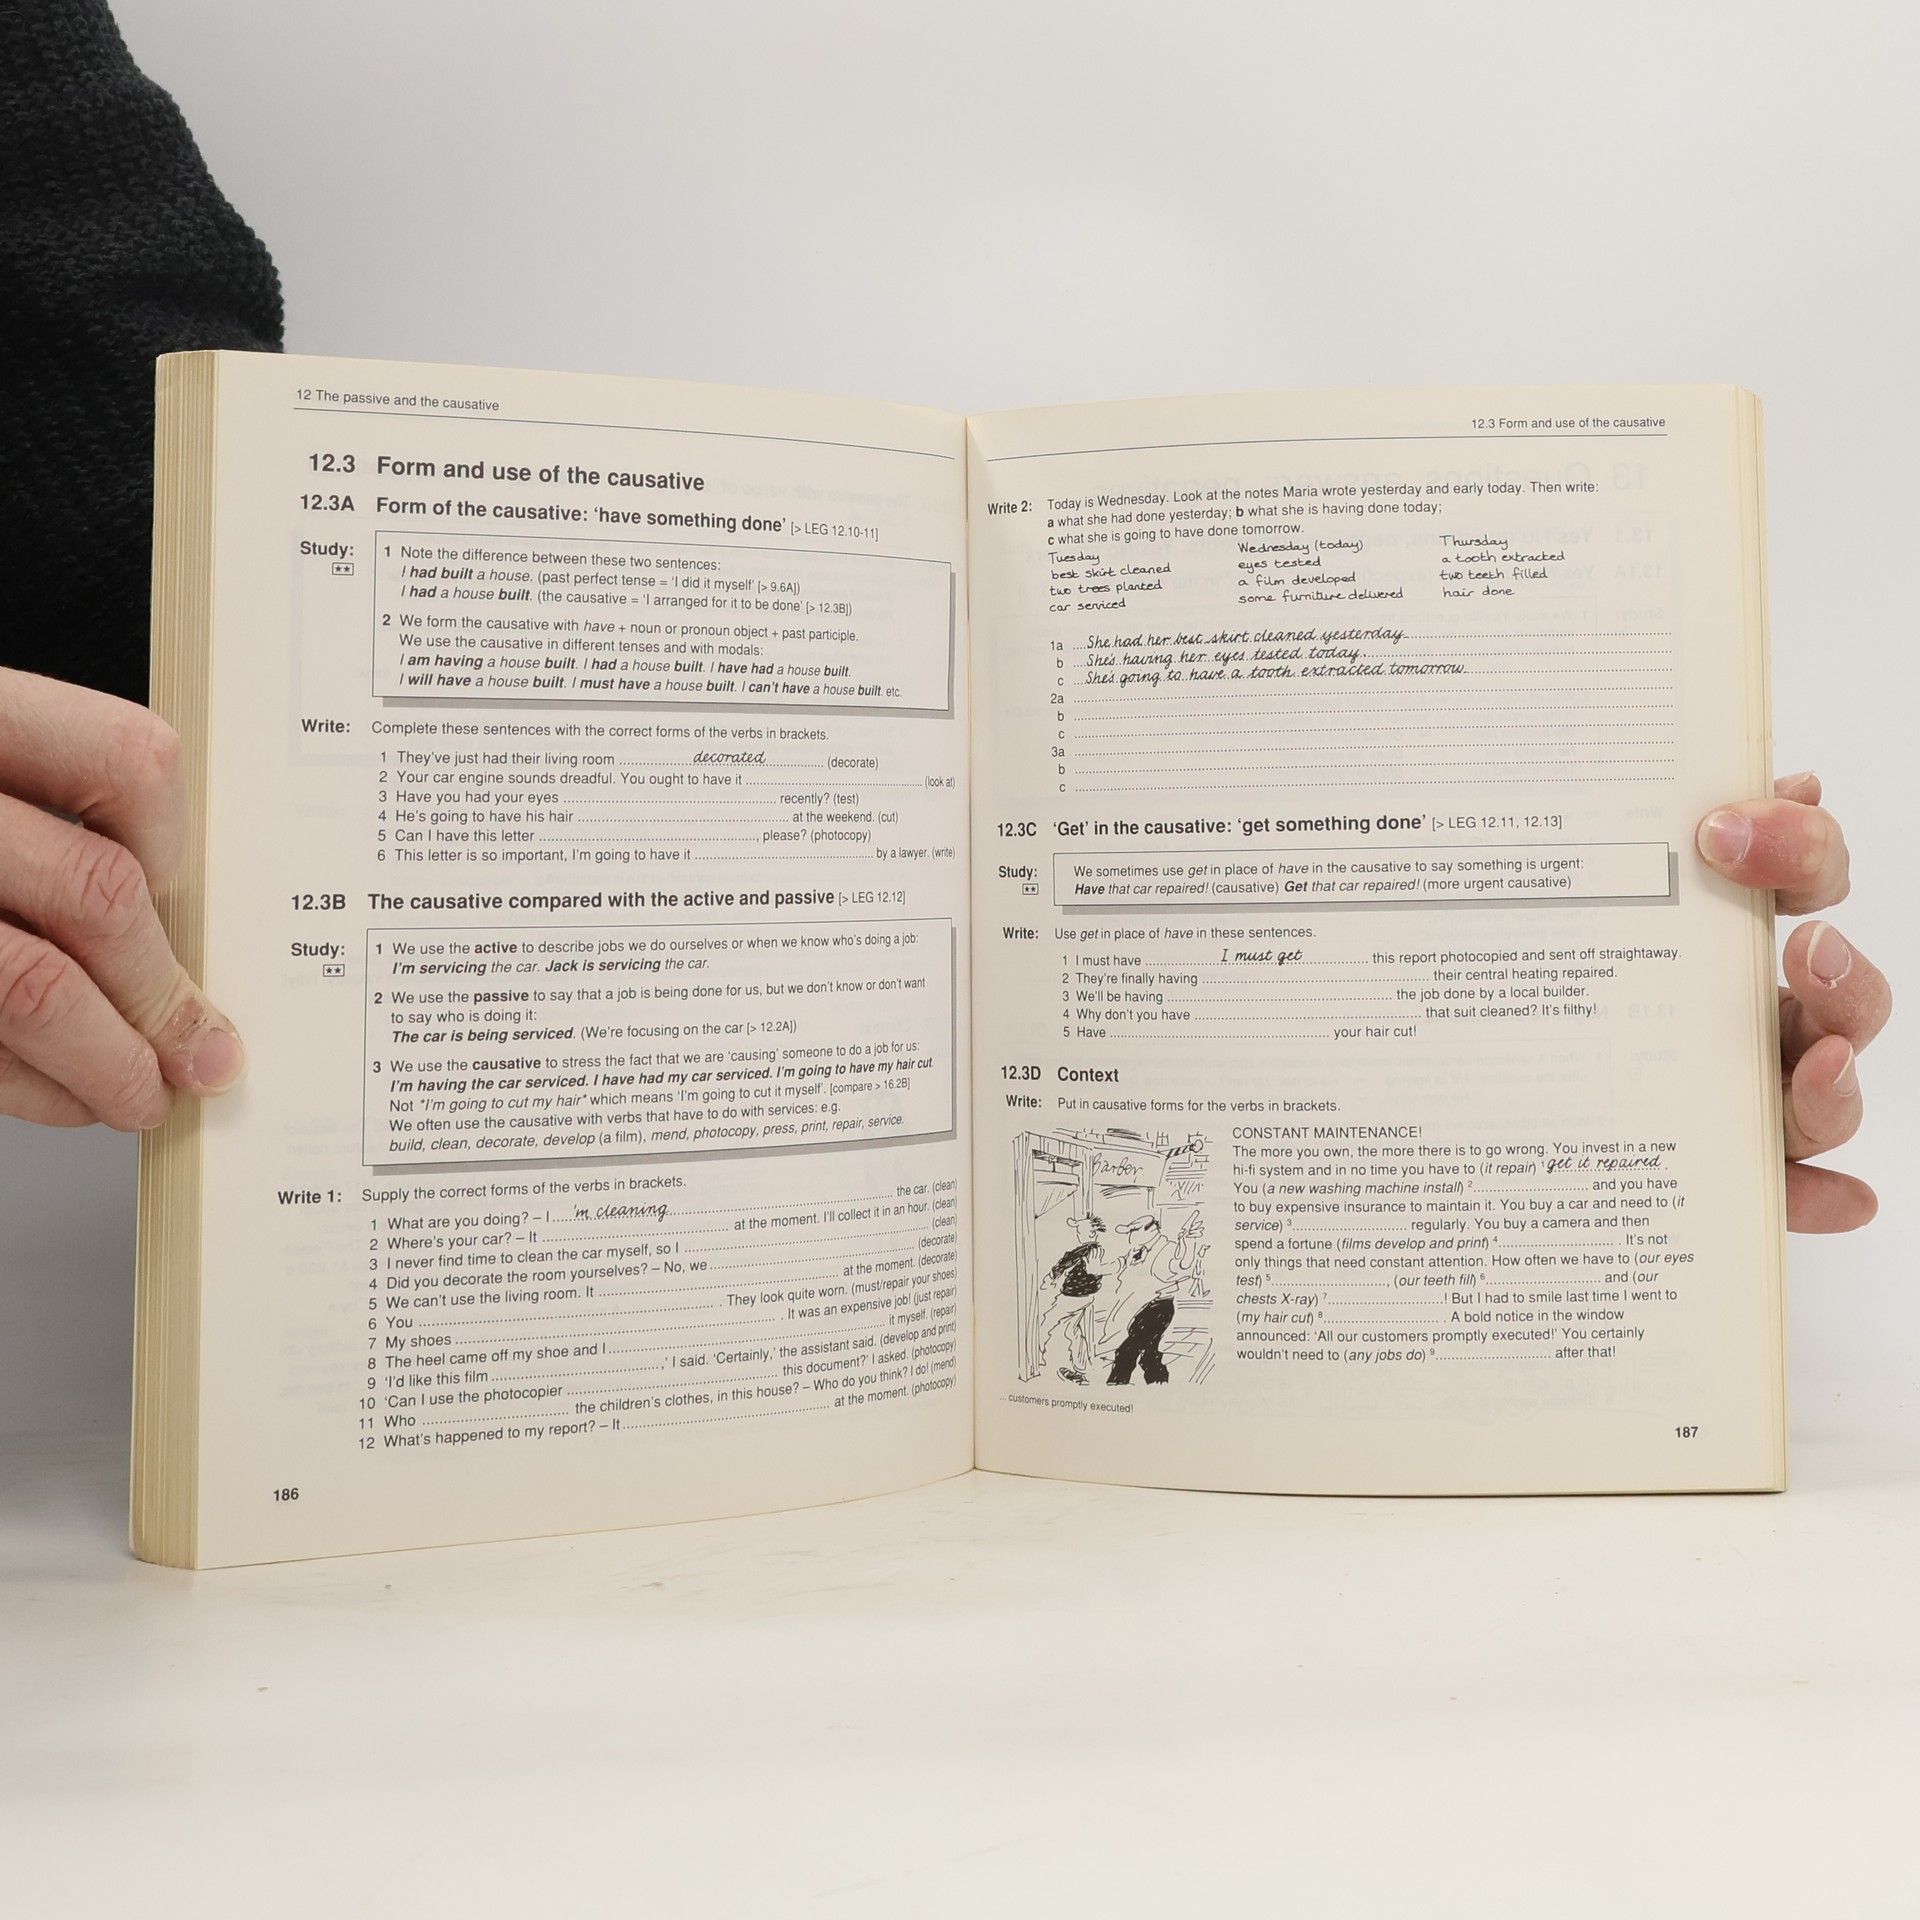 12 The passive and the causative
12.3 Form and use of the causative
12.3A Form of the causative: ‘have something done’ [> LEG 12.10-11]
Study: 1 Note the difference between these two sentences:
★★
I had built a house. (past perfect tense = ‘I did it myself’ [> 9.6A])
I had a house built. (the causative = ‘I arranged for it to be done’ [> 12.3B])
2 We form the causative with have + noun or pronoun object + past participle.
We use the causative in different tenses and with modals:
I am having a house built. I had a house built. I have had a house built.
I will have a house built. I must have a house built. I can't have a house built. etc.
Write: Complete these sentences with the correct forms of the verbs in brackets.
1 They've just had their living room ........ decorated ........ (decorate)
2 Your car engine sounds dreadful. You ought to have it ........ (look at)
3 Have you had your eyes ........ recently? (test)
4 He's going to have his hair ........ at the weekend. (cut)
5 Can I have this letter ........, please? (photocopy)
6 This letter is so important, I'm going to have it ........ by a lawyer. (write)
12.3B The causative compared with the active and passive [> LEG 12.12]
Study: 1 We use the active to describe jobs we do ourselves or when we know who's doing a job:
★★
I'm servicing the car. Jack is servicing the car.
2 We use the passive to say that a job is being done for us, but we don't know or don't want
to say who is doing it:
The car is being serviced. (We're focusing on the car [> 12.2A])
3 We use the causative to stress the fact that we are ‘causing’ someone to do a job for us:
I'm having the car serviced. I have had my car serviced. I'm going to have my hair cut.
Not *I'm going to cut my hair* which means ‘I'm going to cut it myself’. [compare > 16.2B]
We often use the causative with verbs that have to do with services: e.g.
build, clean, decorate, develop (a film), mend, photocopy, press, print, repair, service.
Write 1: Supply the correct forms of the verbs in brackets.
1 What are you doing? – I ....'m cleaning........ the car. (clean)
2 Where's your car? – It ........ at the moment. I'll collect it in an hour. (clean)
3 I never find time to clean the car myself, so I ........ (clean)
4 Did you decorate the room yourselves? – No, we ........ (decorate)
5 We can't use the living room. It ........ at the moment. (decorate)
6 You ........ . They look quite worn. (must/repair your shoes)
7 My shoes ........ . It was an expensive job! (just repair)
8 The heel came off my shoe and I ........ it myself. (repair)
9 ‘I'd like this film ........,’ I said. ‘Certainly,’ the assistant said. (develop and print)
10 ‘Can I use the photocopier ........ this document?’ I asked. (photocopy)
11 Who ........ the children's clothes, in this house? – Who do you think? I do! (mend)
12 What's happened to my report? – It ........ at the moment. (photocopy)
186
12.3 Form and use of the causative
Write 2: Today is Wednesday. Look at the notes Maria wrote yesterday and early today. Then write:
a what she had done yesterday; b what she is having done today;
c what she is going to have done tomorrow.
Tuesday Wednesday (today) Thursday
best skirt cleaned eyes tested a tooth extracted
two trees planted a film developed two teeth filled
car serviced some furniture delivered hair done
1a She had her best skirt cleaned yesterday
b She's having her eyes tested today.
c She's going to have a tooth extracted tomorrow
2a ........
b ........
c ........
3a ........
b ........
c ........
12.3C ‘Get’ in the causative: ‘get something done’ [> LEG 12.11, 12.13]
Study: We sometimes use get in place of have in the causative to say something is urgent:
★★ Have that car repaired! (causative) Get that car repaired! (more urgent causative)
Write: Use get in place of have in these sentences.
1 I must have ........ I must get ........ this report photocopied and sent off straightaway.
2 They're finally having ........ their central heating repaired.
3 We'll be having ........ the job done by a local builder.
4 Why don't you have ........ that suit cleaned? It's filthy!
5 Have ........ your hair cut!
12.3D Context
Write: Put in causative forms for the verbs in brackets.
Barber
... customers promptly executed!
CONSTANT MAINTENANCE!
The more you own, the more there is to go wrong. You invest in a new
hi-fi system and in no time you have to (it repair) ¹ get it repaired .
You (a new washing machine install) ² ........ and you have
to buy expensive insurance to maintain it. You buy a car and need to (it
service) ³ ........ regularly. You buy a camera and then
spend a fortune (films develop and print) ⁴ ........ . It's not
only things that need constant attention. How often we have to (our eyes
test) ⁵ ........, (our teeth fill) ⁶ ........ and (our
chests X-ray) ⁷ ........! But I had to smile last time I went to
(my hair cut) ⁸ ........ . A bold notice in the window
announced: ‘All our customers promptly executed!’ You certainly
wouldn't need to (any jobs do) ⁹ ........ after that!
187